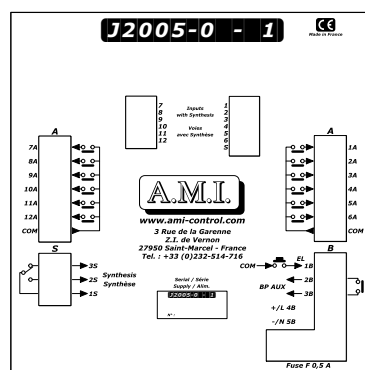 J2005-0 - 1
CE
Made in France
7
8
9
10
11
12
Inputs
with Synthesis
Voies
avec Synthèse
1
2
3
4
5
6
S
A
7A
8A
9A
10A
11A
12A
COM
A
1A
2A
3A
4A
5A
6A
COM
A.M.I.
www.ami-control.com
3 Rue de la Garenne
Z.I. de Vernon
27950 Saint-Marcel - France
Tel. : +33 (0)232-514-716
S
3S
2S
1S
Synthesis
Synthèse
Serial / Série
Supply / Alim.
J2005-0 - 1
N° :
B
COM EL 1B
BP AUX 2B
3B
+/L 4B
-/N 5B
Fuse F 0,5 A